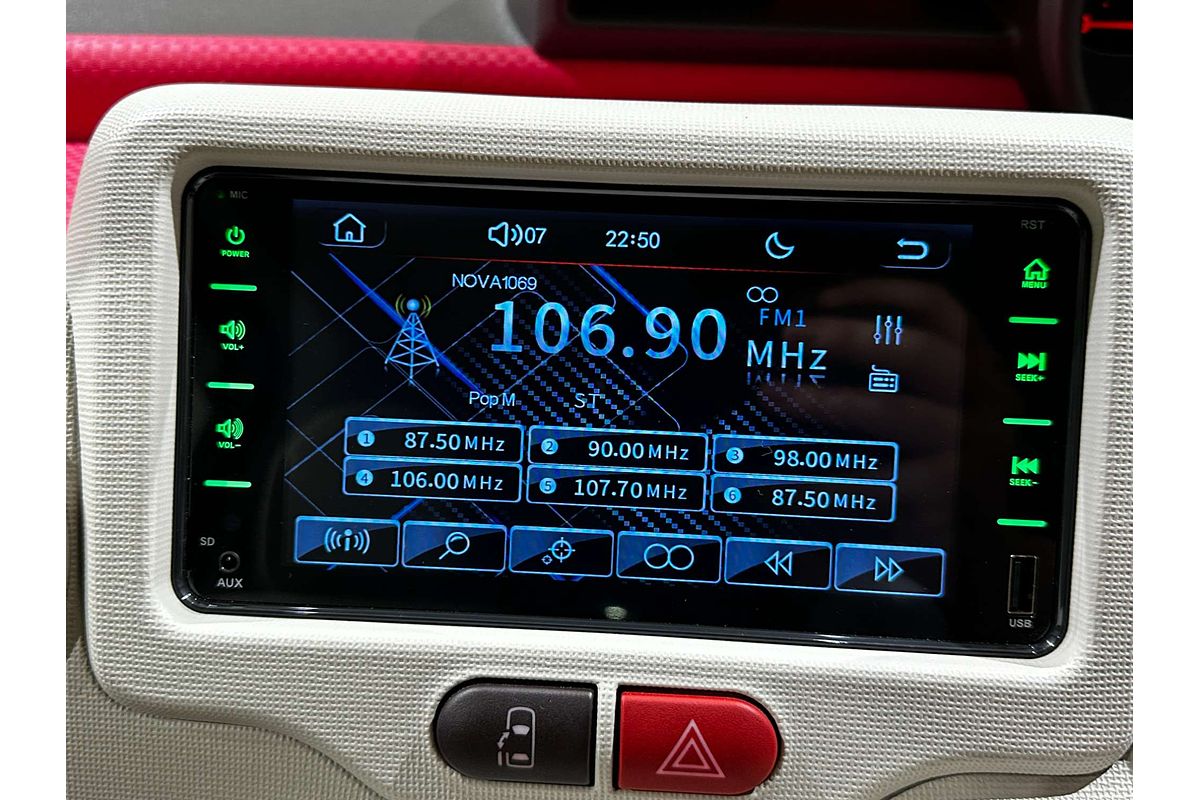 MIC
RST
POWER
07
22:50
NOVA1069
106.90
FM1
MHz
MENU
VOL+
SEEK+
Pop M
ST
1 87.50 MHz
2 90.00 MHz
3 98.00 MHz
VOL-
4 106.00 MHz
5 107.70 MHz
6 87.50 MHz
SEEK-
SD
AUX
USB